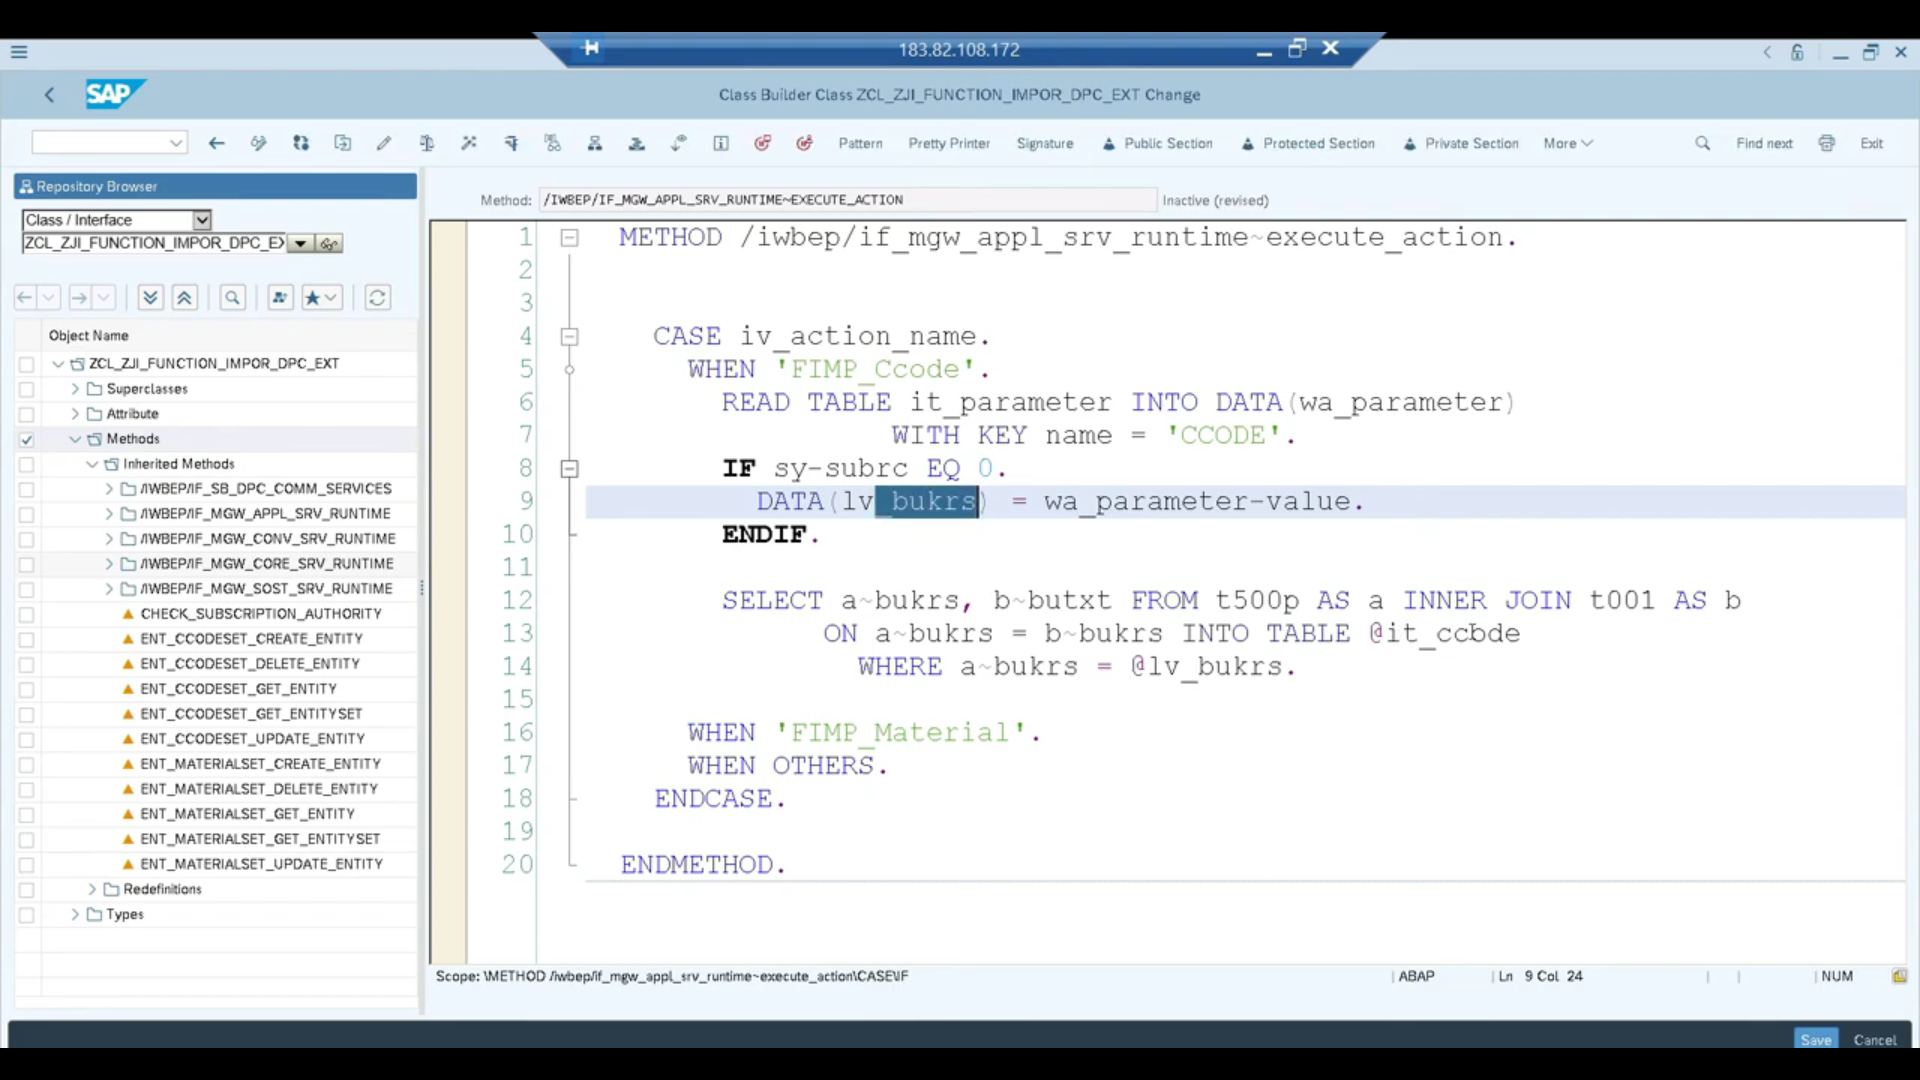 183.82.108.172
SAP
Class Builder Class ZCL_ZJI_FUNCTION_IMPOR_DPC_EXT Change
Pattern Pretty Printer Signature Public Section Protected Section Private Section More Find next Exit
Repository Browser
Class / Interface
ZCL_ZJI_FUNCTION_IMPOR_DPC_EX
Object Name
ZCL_ZJI_FUNCTION_IMPOR_DPC_EXT
Superclasses
Attribute
Methods
Inherited Methods
/IWBEP/IF_SB_DPC_COMM_SERVICES
/IWBEP/IF_MGW_APPL_SRV_RUNTIME
/IWBEP/IF_MGW_CONV_SRV_RUNTIME
/IWBEP/IF_MGW_CORE_SRV_RUNTIME
/IWBEP/IF_MGW_SOST_SRV_RUNTIME
CHECK_SUBSCRIPTION_AUTHORITY
ENT_CCODESET_CREATE_ENTITY
ENT_CCODESET_DELETE_ENTITY
ENT_CCODESET_GET_ENTITY
ENT_CCODESET_GET_ENTITYSET
ENT_CCODESET_UPDATE_ENTITY
ENT_MATERIALSET_CREATE_ENTITY
ENT_MATERIALSET_DELETE_ENTITY
ENT_MATERIALSET_GET_ENTITY
ENT_MATERIALSET_GET_ENTITYSET
ENT_MATERIALSET_UPDATE_ENTITY
Redefinitions
Types
Method: /IWBEP/IF_MGW_APPL_SRV_RUNTIME~EXECUTE_ACTION Inactive (revised)
1 METHOD /iwbep/if_mgw_appl_srv_runtime~execute_action.
2
3
4 CASE iv_action_name.
5 WHEN 'FIMP_Ccode'.
6 READ TABLE it_parameter INTO DATA(wa_parameter)
7 WITH KEY name = 'CCODE'.
8 IF sy-subrc EQ 0.
9 DATA(lv_bukrs) = wa_parameter-value.
10 ENDIF.
11
12 SELECT a~bukrs, b~butxt FROM t500p AS a INNER JOIN t001 AS b
13 ON a~bukrs = b~bukrs INTO TABLE @it_ccode
14 WHERE a~bukrs = @lv_bukrs.
15
16 WHEN 'FIMP_Material'.
17 WHEN OTHERS.
18 ENDCASE.
19
20 ENDMETHOD.
Scope: \METHOD /iwbep/if_mgw_appl_srv_runtime~execute_action\CASE\IF ABAP Ln 9 Col 24 NUM
Save Cancel